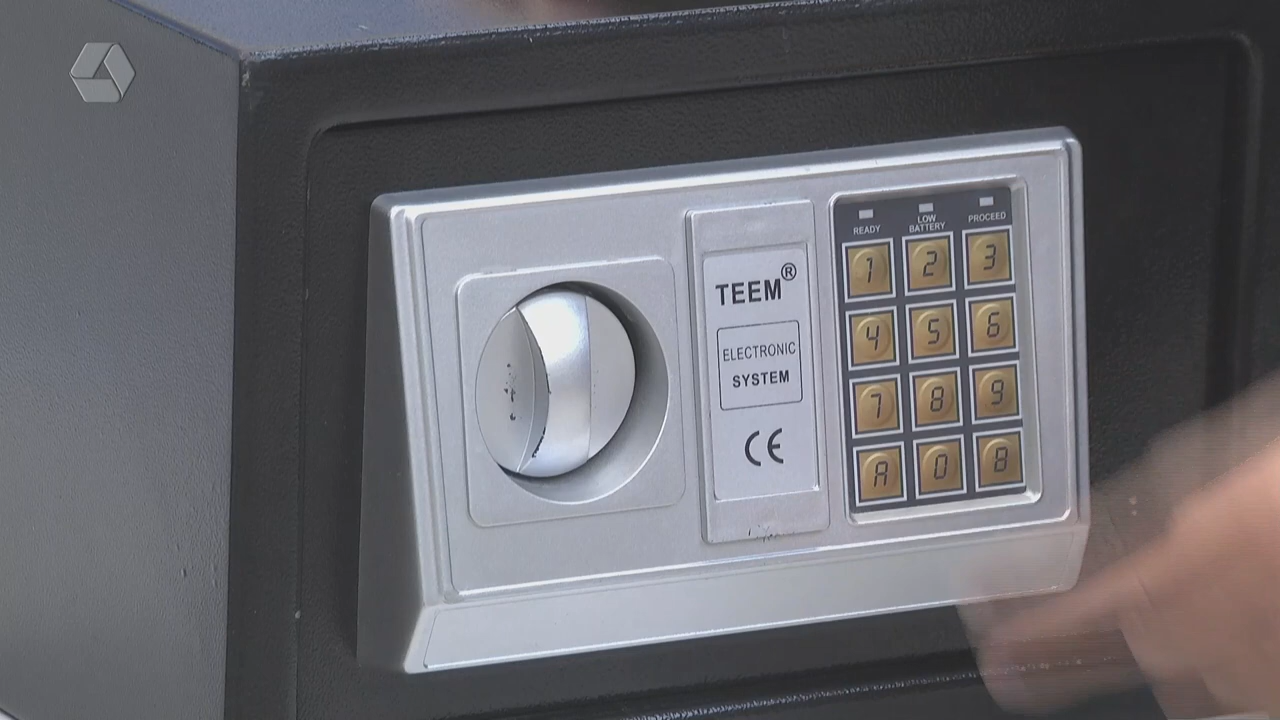 TEEM®
ELECTRONIC
SYSTEM
CE
READY
LOW
BATTERY
PROCEED
1 2 3
4 5 6
7 8 9
A 0 B